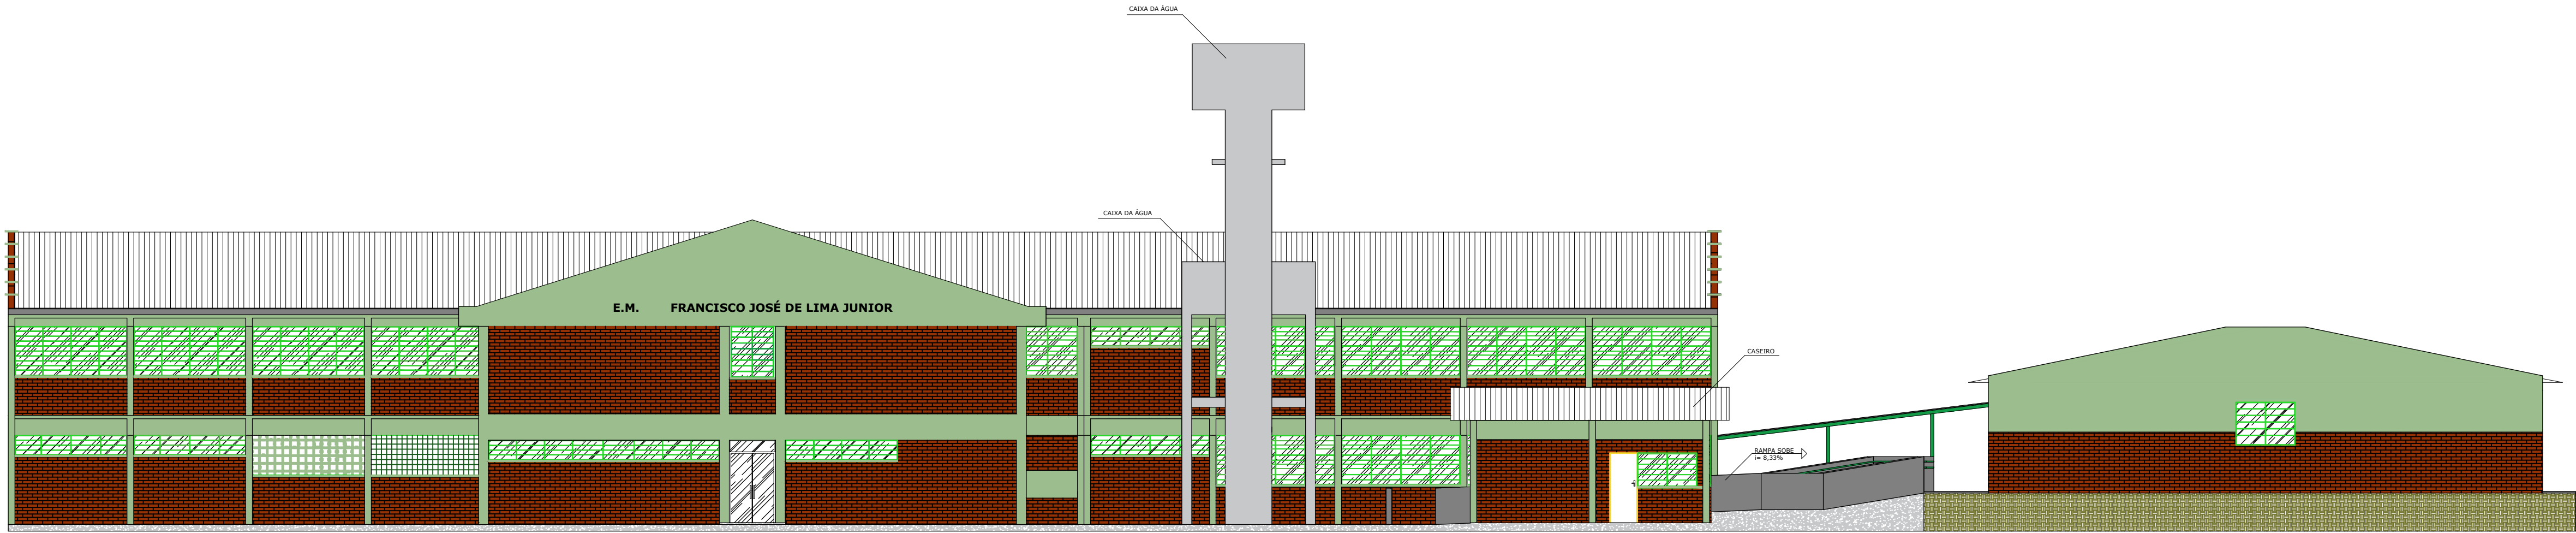 CAIXA DA ÁGUA
CAIXA DA ÁGUA
E.M. FRANCISCO JOSÉ DE LIMA JUNIOR
CASEIRO
RAMPA SOBE
i= 8,33%